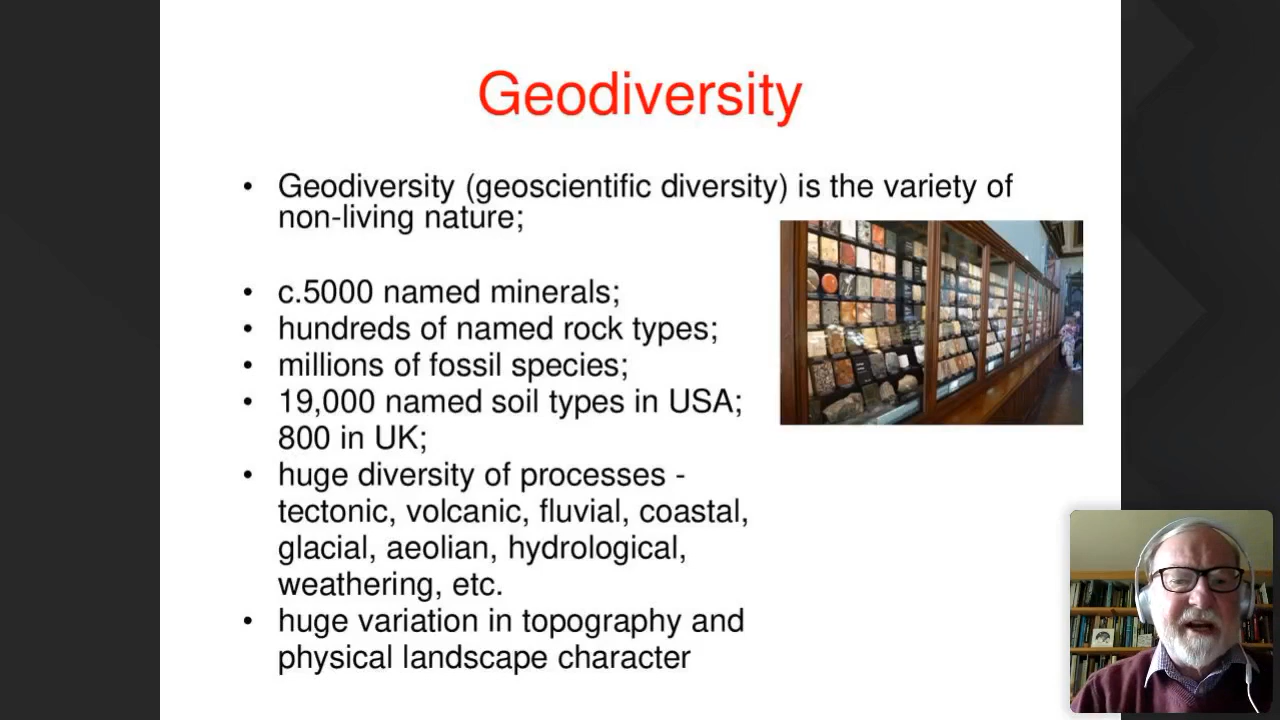 Geodiversity
• Geodiversity (geoscientific diversity) is the variety of
non-living nature;
• c.5000 named minerals;
• hundreds of named rock types;
• millions of fossil species;
• 19,000 named soil types in USA;
800 in UK;
• huge diversity of processes -
tectonic, volcanic, fluvial, coastal,
glacial, aeolian, hydrological,
weathering, etc.
• huge variation in topography and
physical landscape character